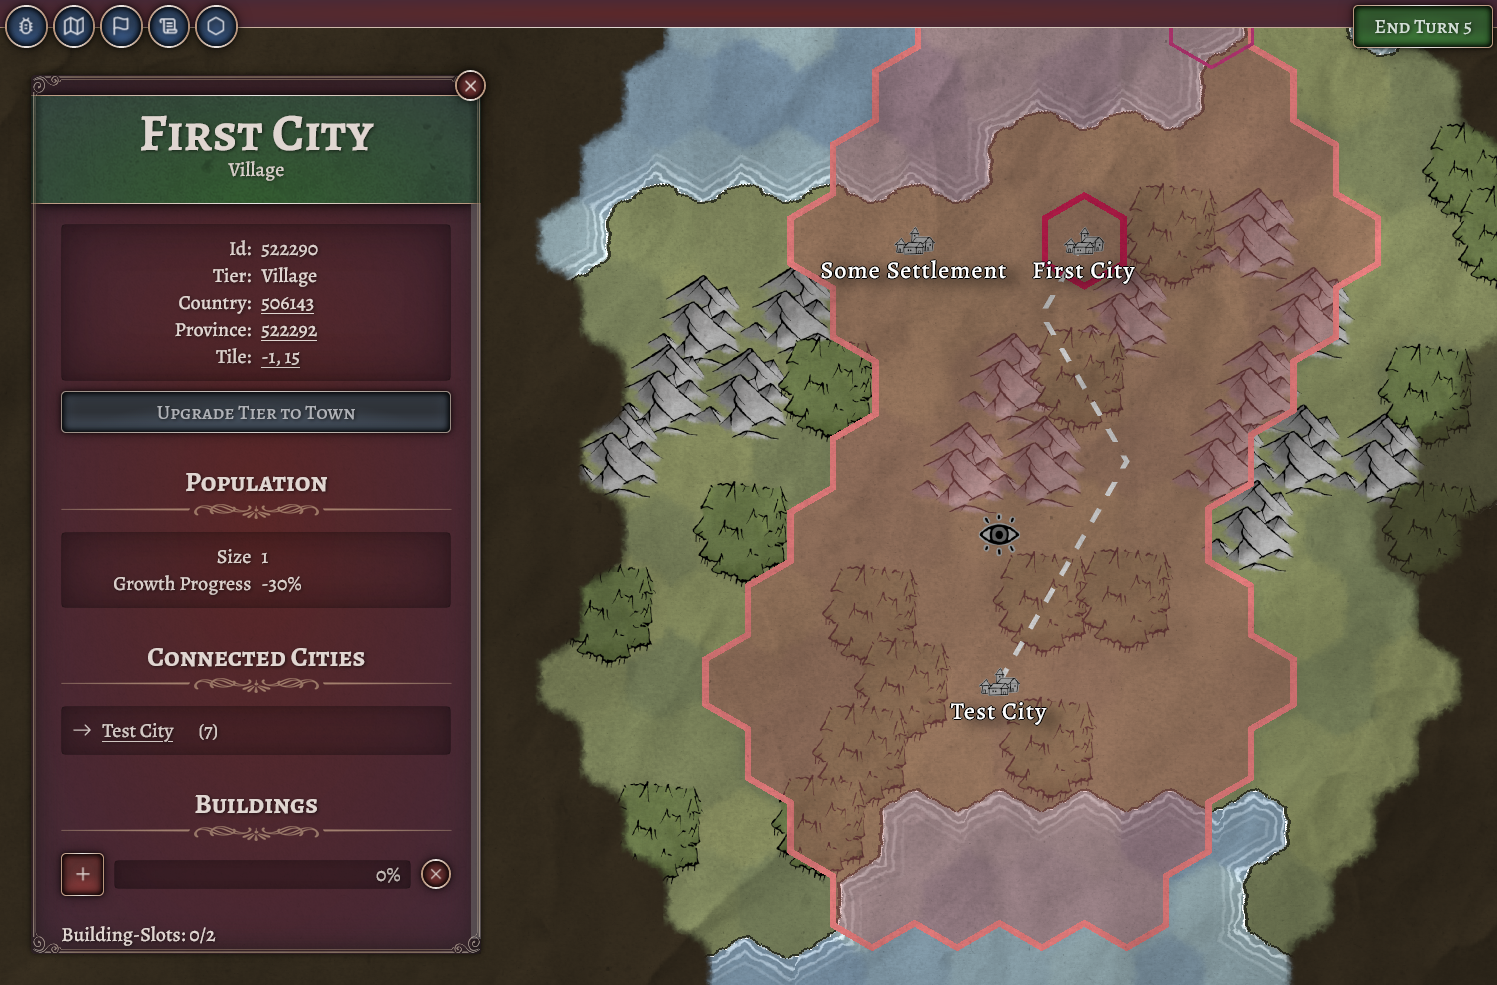 END TURN 5
FIRST CITY
Village
Id: 522290
Tier: Village
Country: 506143
Province: 522292
Tile: -1, 15
UPGRADE TIER TO TOWN
POPULATION
Size 1
Growth Progress -30%
CONNECTED CITIES
→ Test City (7)
BUILDINGS
+ 0%
Building-Slots: 0/2
Some Settlement
First City
Test City